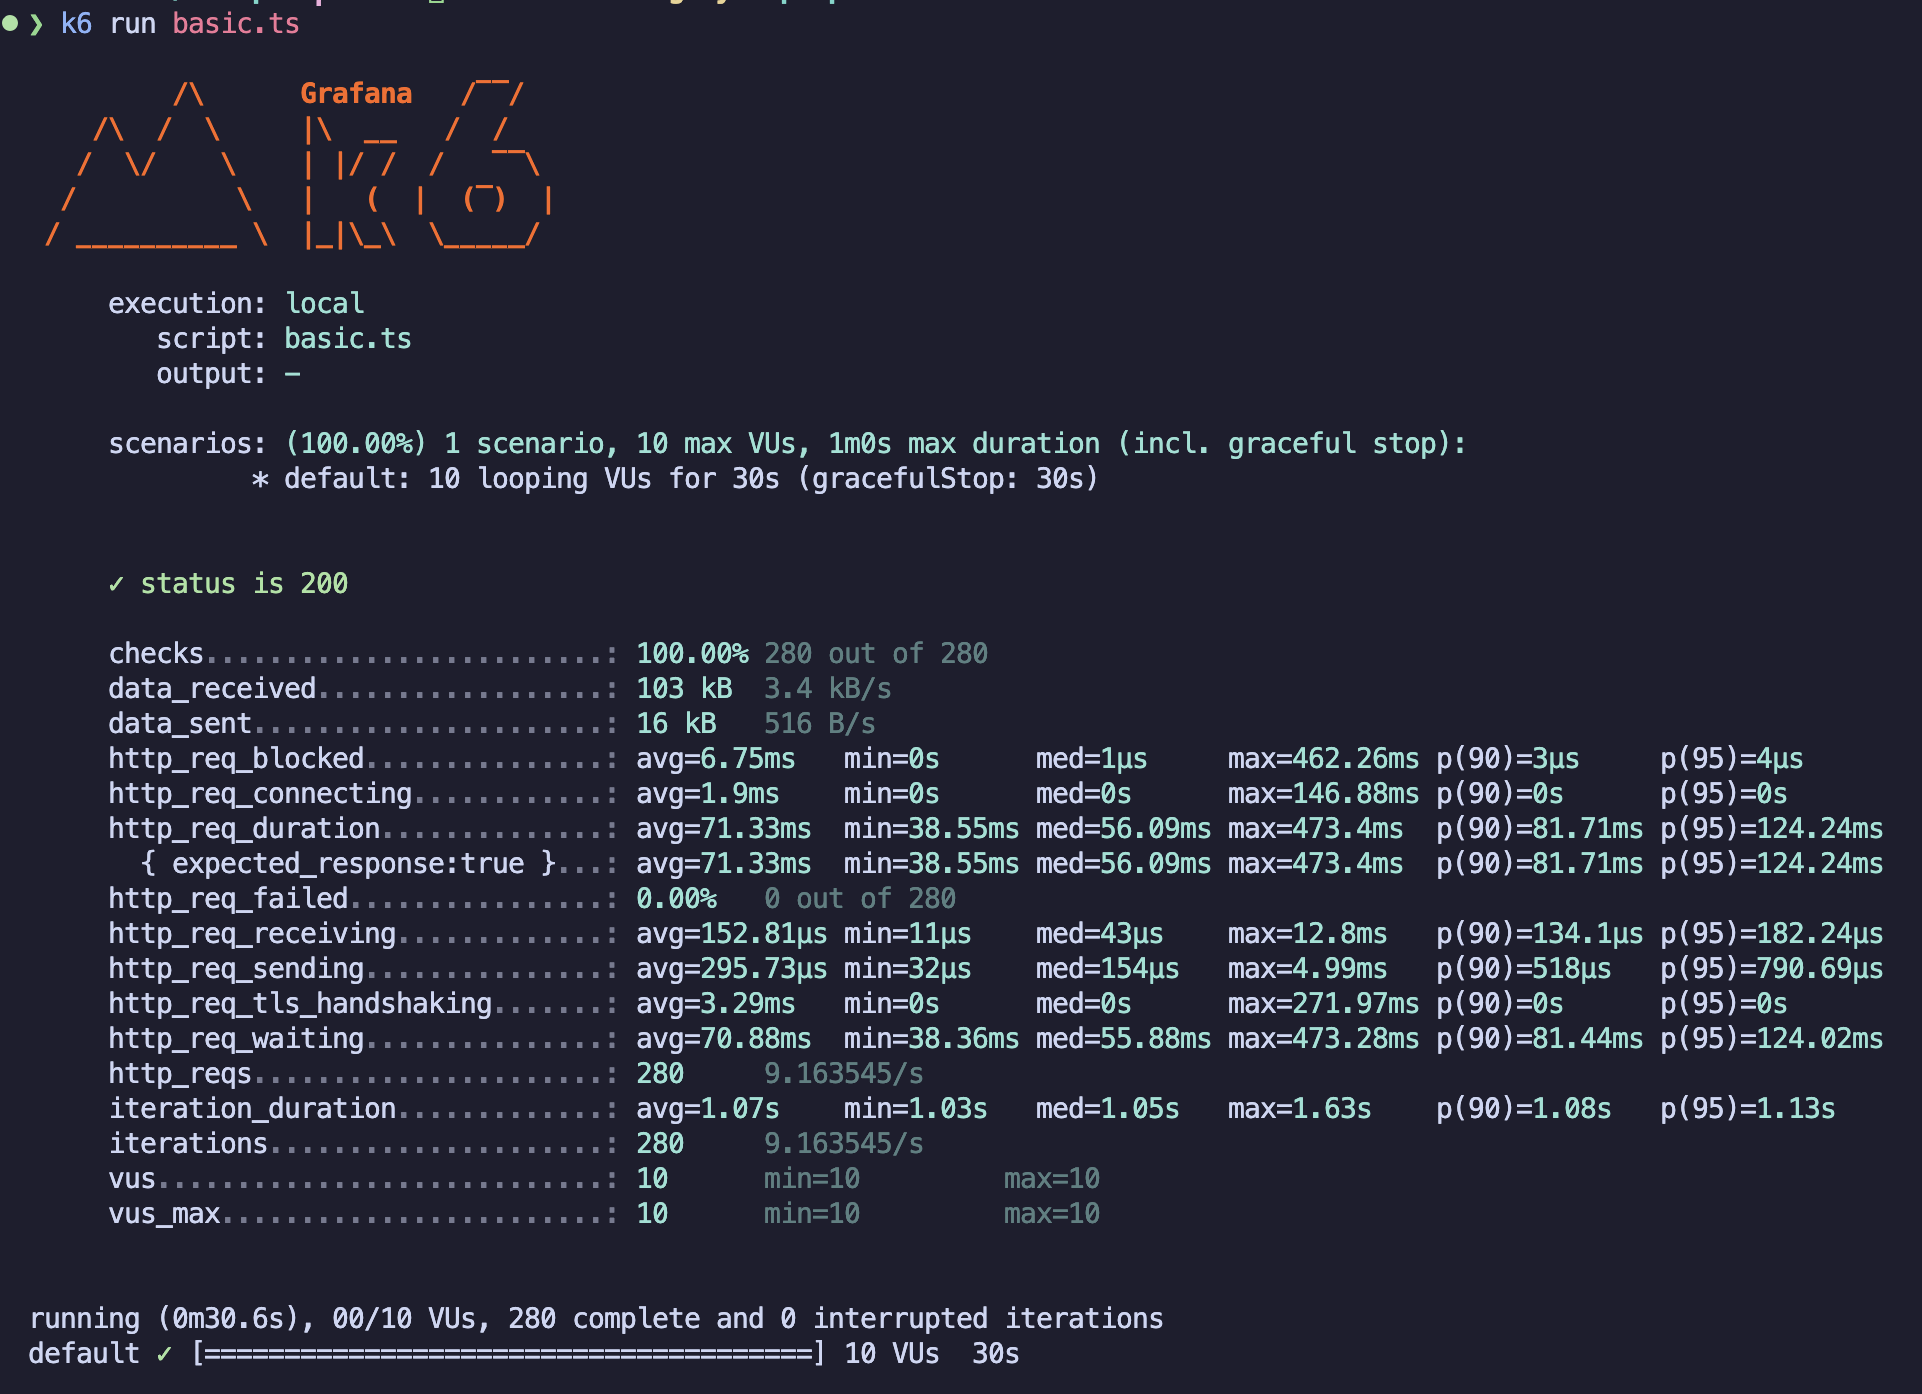 ❯ k6 run basic.ts
         /\      Grafana   /‾‾/
    /\  /  \     |\  __   /  /
   /  \/    \    | |/ /  /   ‾‾\
  /          \   |   (  |  (‾)  |
 / __________ \  |_|\_\  \_____/
execution: local
script: basic.ts
output: -
scenarios: (100.00%) 1 scenario, 10 max VUs, 1m0s max duration (incl. graceful stop):
* default: 10 looping VUs for 30s (gracefulStop: 30s)
✓ status is 200
checks.........................: 100.00% 280 out of 280
data_received..................: 103 kB 3.4 kB/s
data_sent......................: 16 kB 516 B/s
http_req_blocked...............: avg=6.75ms min=0s med=1µs max=462.26ms p(90)=3µs p(95)=4µs
http_req_connecting............: avg=1.9ms min=0s med=0s max=146.88ms p(90)=0s p(95)=0s
http_req_duration..............: avg=71.33ms min=38.55ms med=56.09ms max=473.4ms p(90)=81.71ms p(95)=124.24ms
{ expected_response:true }...: avg=71.33ms min=38.55ms med=56.09ms max=473.4ms p(90)=81.71ms p(95)=124.24ms
http_req_failed................: 0.00% 0 out of 280
http_req_receiving.............: avg=152.81µs min=11µs med=43µs max=12.8ms p(90)=134.1µs p(95)=182.24µs
http_req_sending...............: avg=295.73µs min=32µs med=154µs max=4.99ms p(90)=518µs p(95)=790.69µs
http_req_tls_handshaking.......: avg=3.29ms min=0s med=0s max=271.97ms p(90)=0s p(95)=0s
http_req_waiting...............: avg=70.88ms min=38.36ms med=55.88ms max=473.28ms p(90)=81.44ms p(95)=124.02ms
http_reqs......................: 280 9.163545/s
iteration_duration.............: avg=1.07s min=1.03s med=1.05s max=1.63s p(90)=1.08s p(95)=1.13s
iterations.....................: 280 9.163545/s
vus............................: 10 min=10 max=10
vus_max........................: 10 min=10 max=10
running (0m30.6s), 00/10 VUs, 280 complete and 0 interrupted iterations
default ✓ [======================================] 10 VUs 30s